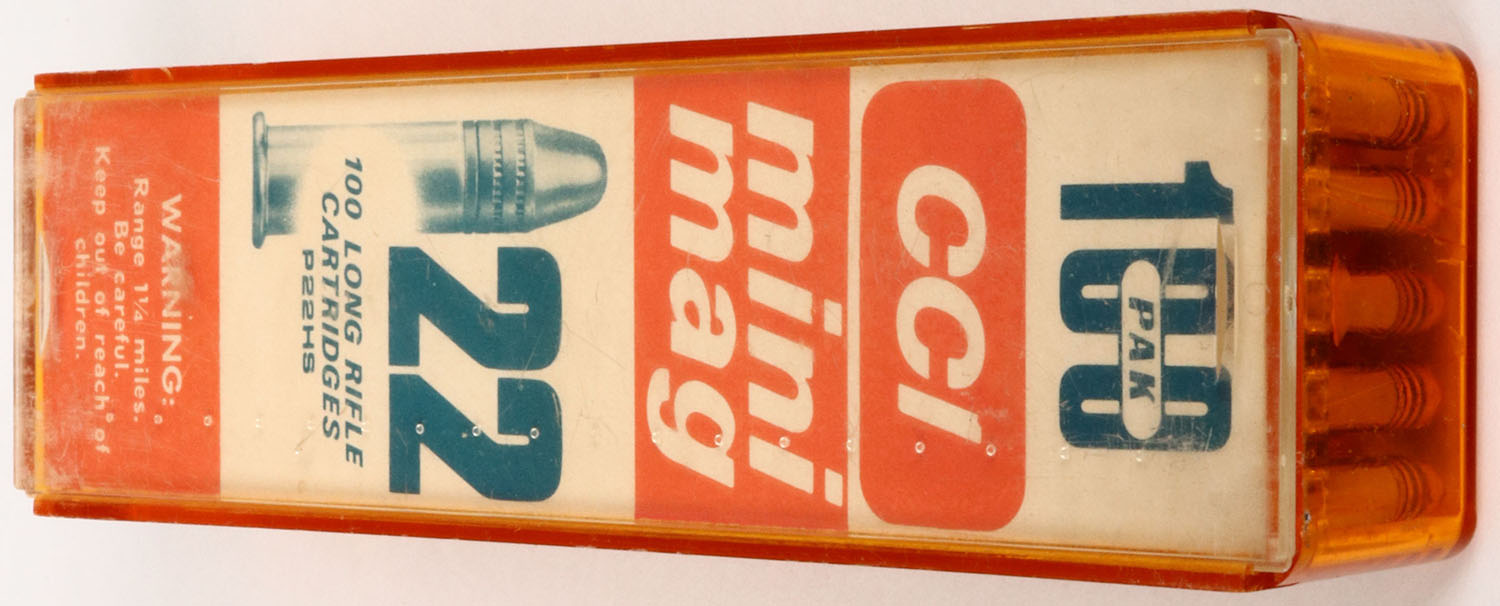 100
PAK
CCI
mini
mag
22
100 LONG RIFLE
CARTRIDGES
P22HS
WARNING:
Range 1¼ miles.
Be careful.
Keep out of reach of
children.